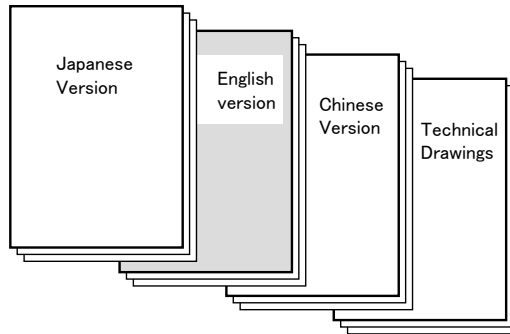 Japanese
Version
English
version
Chinese
Version
Technical
Drawings